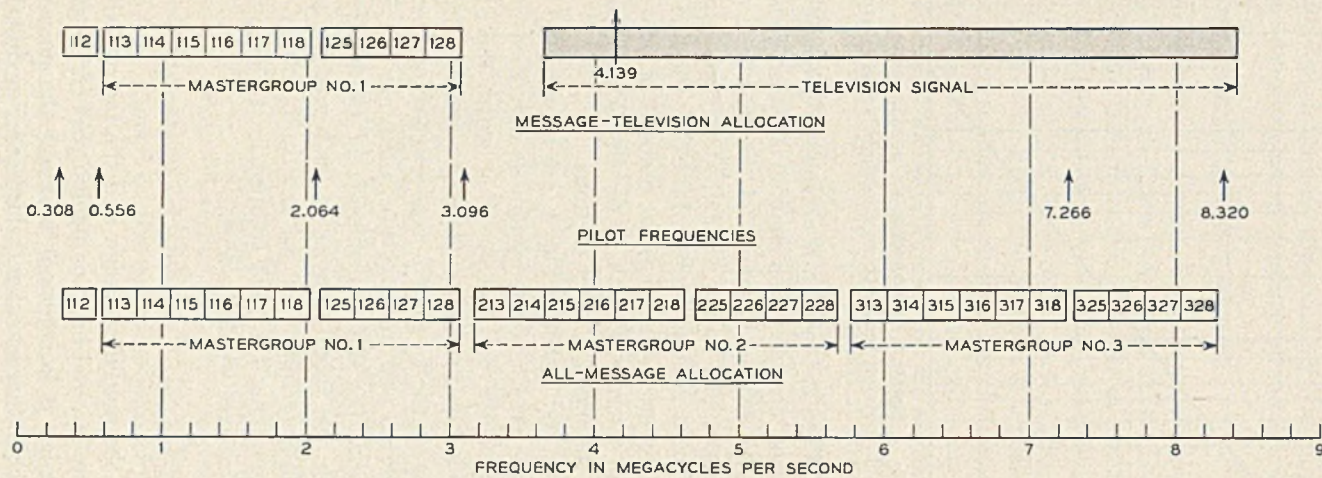 112 113 114 115 116 117 118 125 126 127 128
4.139
MASTERGROUP NO.1 TELEVISION SIGNAL
MESSAGE-TELEVISION ALLOCATION
0.308 0.556 2.064 3.096 7.266 8.320
PILOT FREQUENCIES
112 113 114 115 116 117 118 125 126 127 128 213 214 215 216 217 218 225 226 227 228 313 314 315 316 317 318 325 326 327 328
MASTERGROUP NO.1 MASTERGROUP NO.2 MASTERGROUP NO.3
ALL-MESSAGE ALLOCATION
0 1 2 3 4 5 6 7 8 9
FREQUENCY IN MEGACYCLES PER SECOND